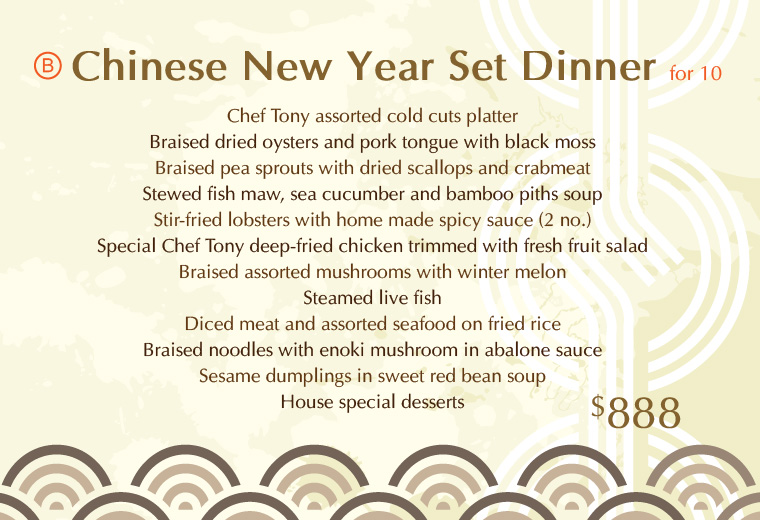 B Chinese New Year Set Dinner for 10
Chef Tony assorted cold cuts platter
Braised dried oysters and pork tongue with black moss
Braised pea sprouts with dried scallops and crabmeat
Stewed fish maw, sea cucumber and bamboo piths soup
Stir-fried lobsters with home made spicy sauce (2 no.)
Special Chef Tony deep-fried chicken trimmed with fresh fruit salad
Braised assorted mushrooms with winter melon
Steamed live fish
Diced meat and assorted seafood on fried rice
Braised noodles with enoki mushroom in abalone sauce
Sesame dumplings in sweet red bean soup
House special desserts
$888